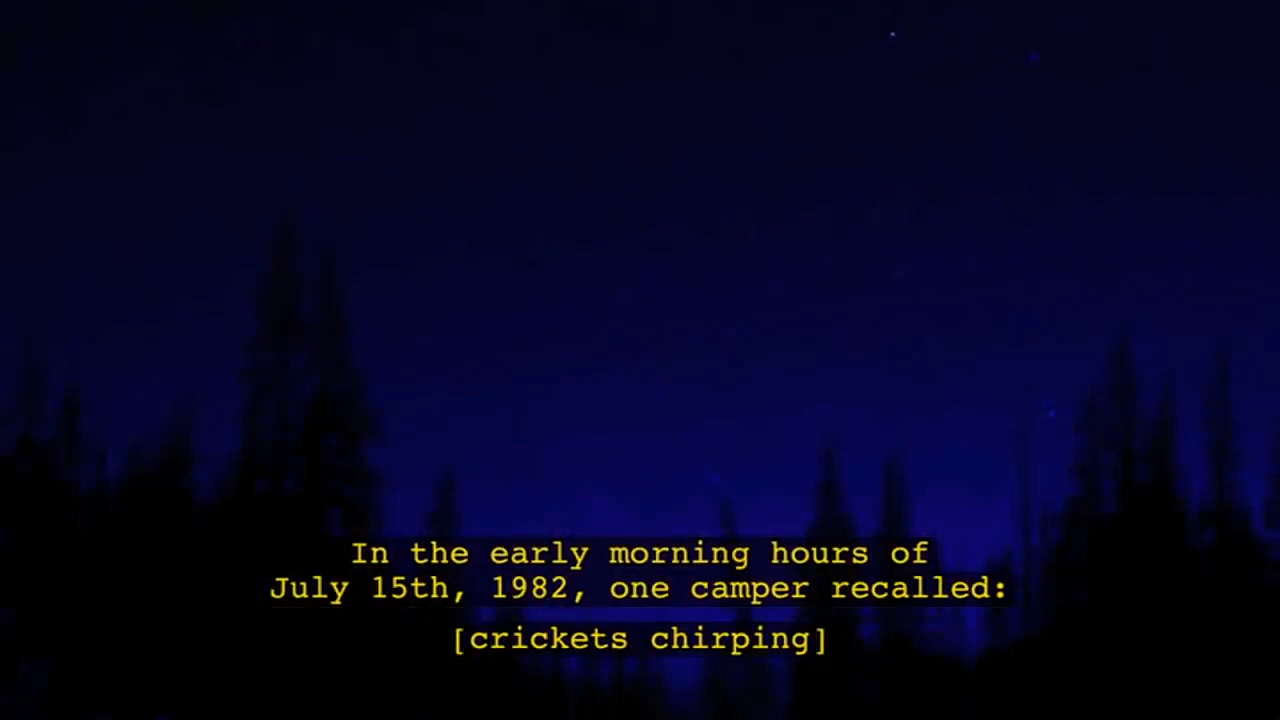 In the early morning hours of
July 15th, 1982, one camper recalled:
[crickets chirping]